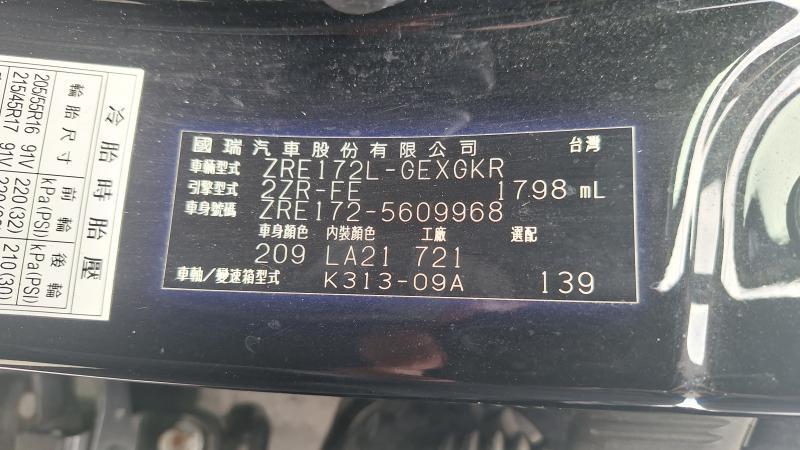 國瑞汽車股份有限公司 台灣
車輛型式 ZRE172L-GEXGKR
引擎型式 2ZR-FE 1798 mL
車身號碼 ZRE172-5609968
車身顏色 內裝顏色 工廠 選配
209 LA21 721
車軸/變速箱型式 K313-09A 139
冷胎時胎壓
輪胎尺寸 前輪 後輪
kPa(PSI) kPa(PSI)
205/55R16 91V 220(32) 210(30)
215/45R17 91V